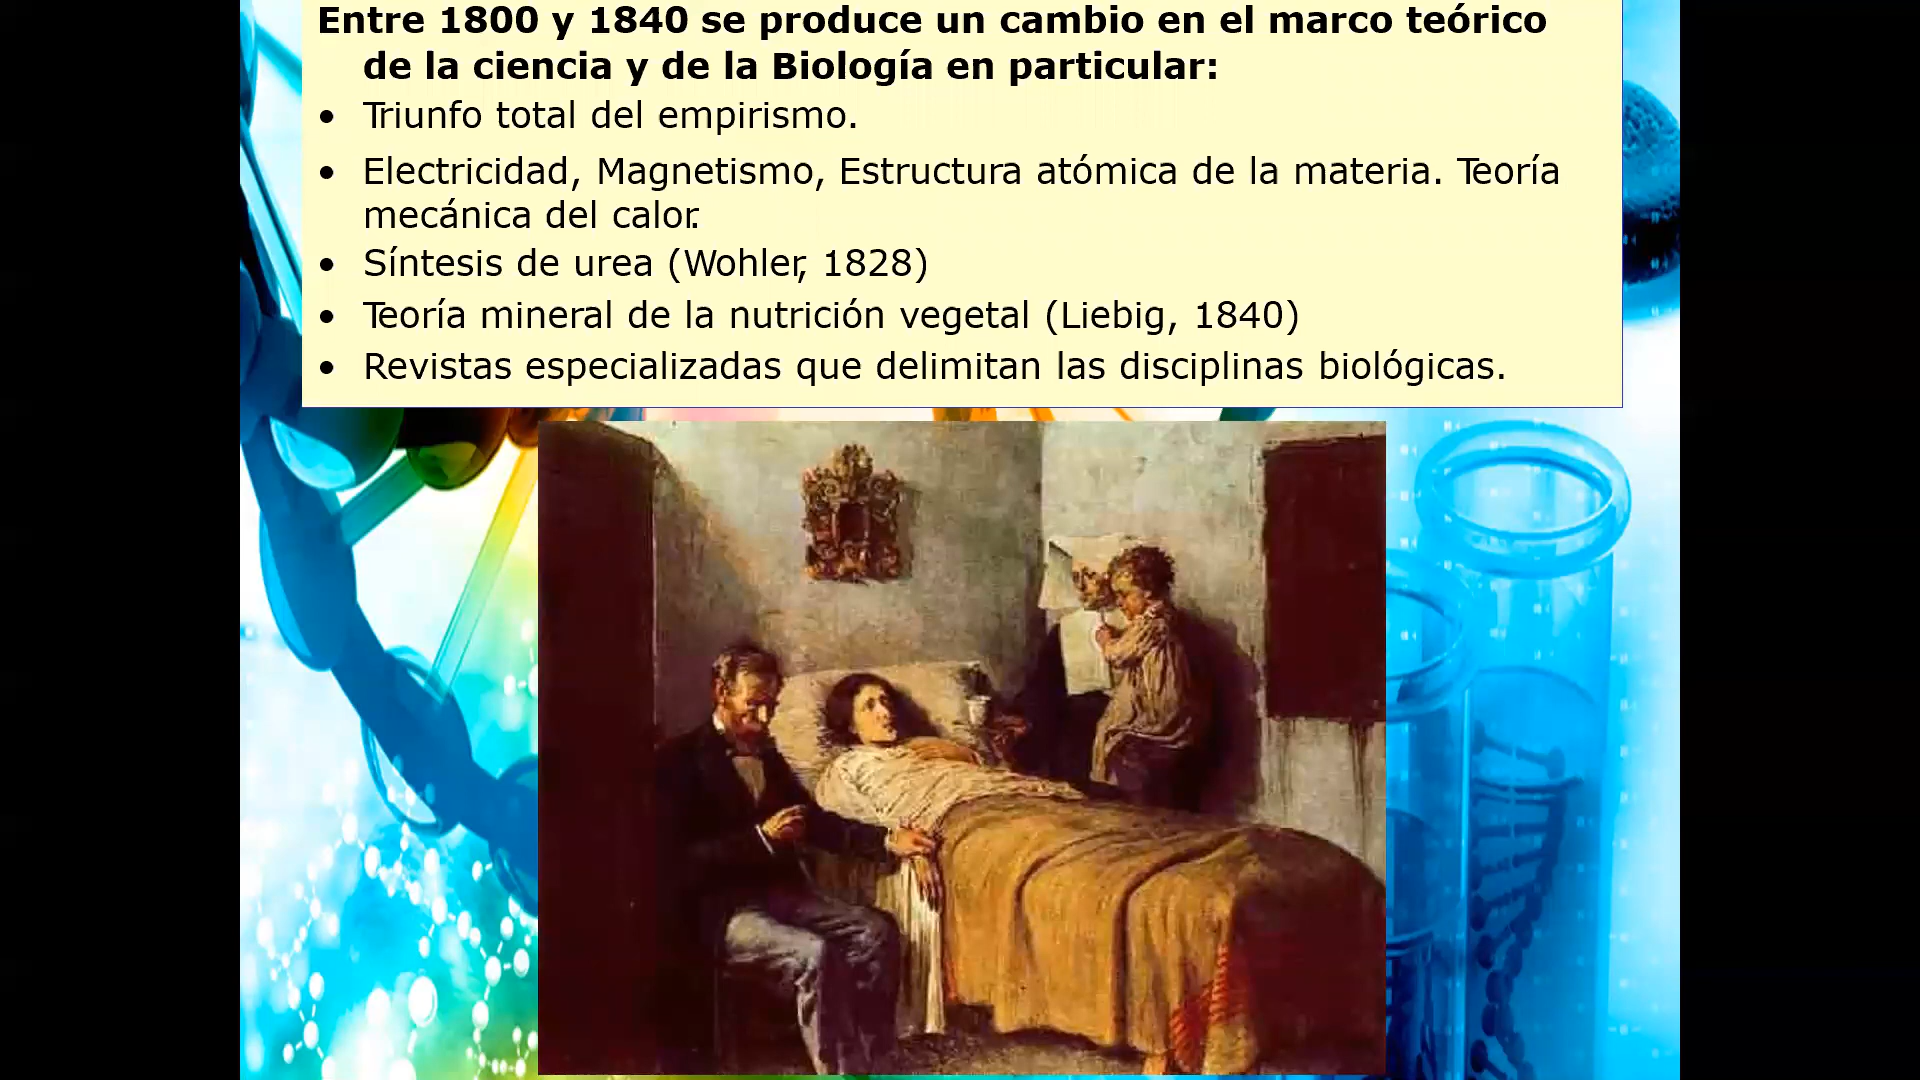 Entre 1800 y 1840 se produce un cambio en el marco teórico
de la ciencia y de la Biología en particular:
• Triunfo total del empirismo.
• Electricidad, Magnetismo, Estructura atómica de la materia. Teoría
mecánica del calor.
• Síntesis de urea (Wohler, 1828)
• Teoría mineral de la nutrición vegetal (Liebig, 1840)
• Revistas especializadas que delimitan las disciplinas biológicas.